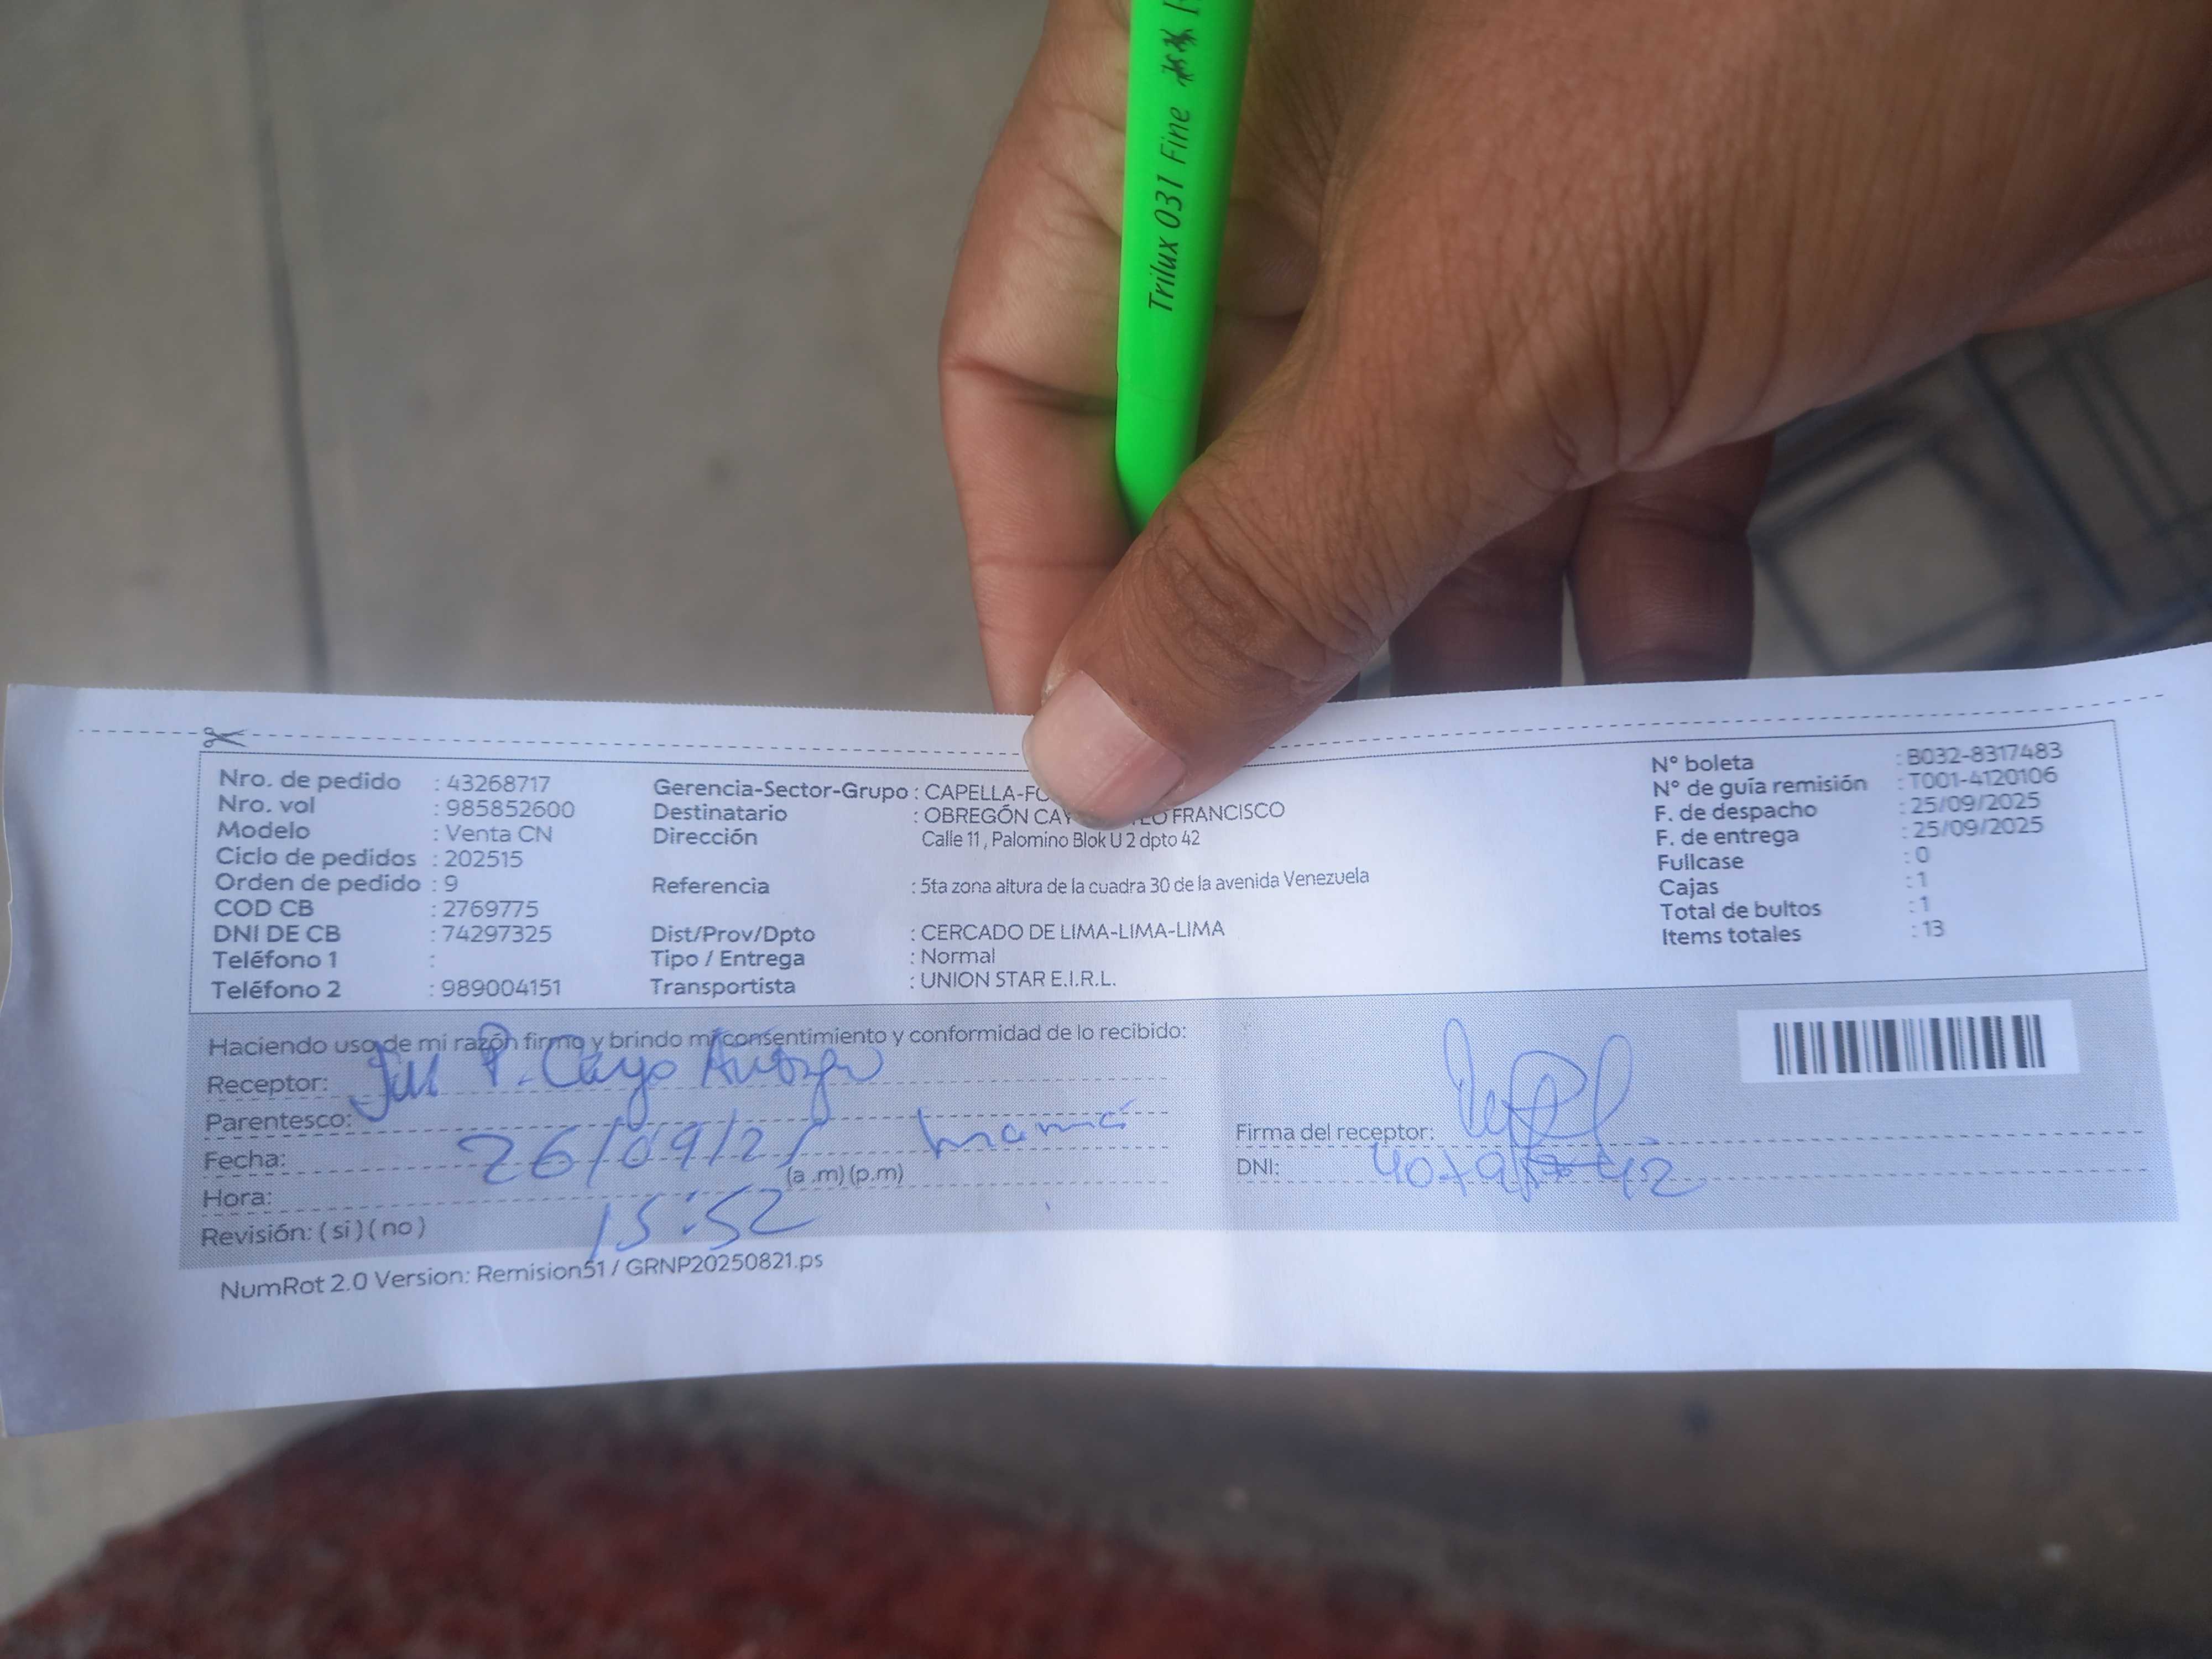 Trilux 031 Fine
Nro. de pedido : 43268717
Nro. vol : 985852600
Modelo : Venta CN
Ciclo de pedidos : 202515
Orden de pedido : 9
COD CB : 2769775
DNI DE CB : 74297325
Teléfono 1 :
Teléfono 2 : 989004151
Gerencia-Sector-Grupo : CAPELLA-
Destinatario : OBREGÓN FRANCISCO
Dirección Calle 11 , Palomino Blok U 2 dpto 42
Referencia : 5ta zona altura de la cuadra 30 de la avenida Venezuela
Dist/Prov/Dpto : CERCADO DE LIMA-LIMA-LIMA
Tipo / Entrega : Normal
Transportista : UNION STAR E.I.R.L.
N° boleta : B032-8317483
N° de guía remisión : T001-4120106
F. de despacho : 25/09/2025
F. de entrega : 25/09/2025
Fullcase : 0
Cajas : 1
Total de bultos : 1
Items totales : 13
Haciendo uso de mi razón firmo y brindo mi consentimiento y conformidad de lo recibido:
Receptor: P. Cayo
Parentesco: mamá
Fecha: 26/09/25
(a .m) (p.m)
Hora: 15:52
Revisión: ( si ) ( no )
Firma del receptor:
DNI:
NumRot 2.0 Version: Remision51 / GRNP20250821.ps